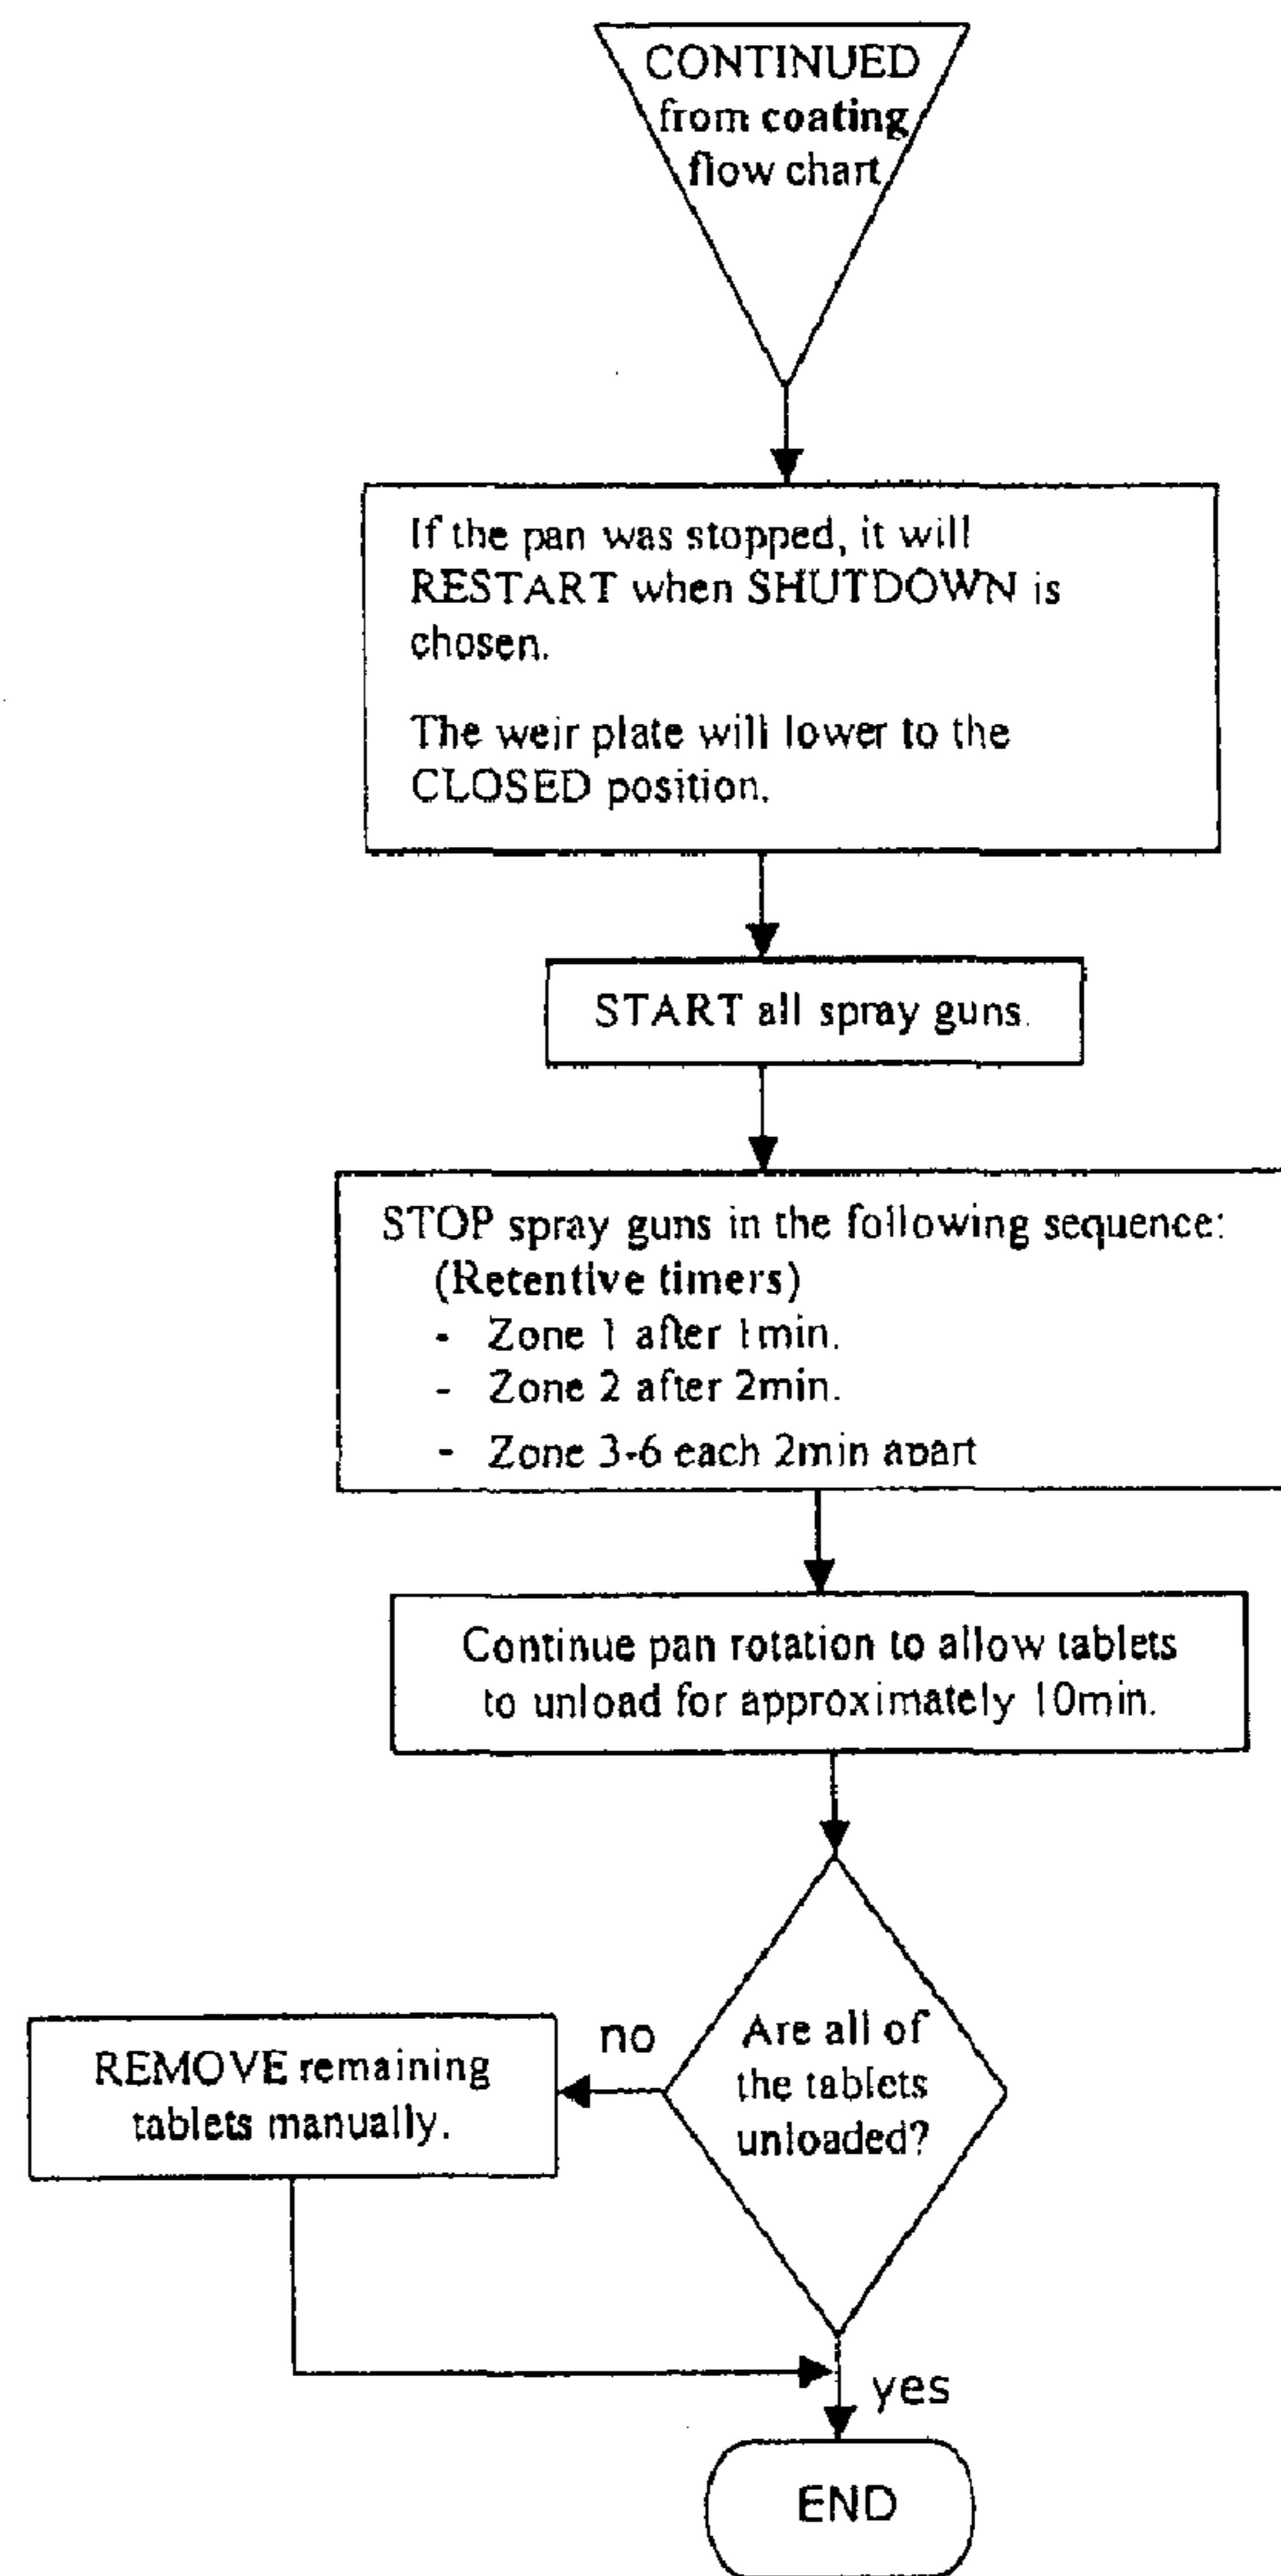 CONTINUED
from coating
flow chart
If the pan was stopped, it will
RESTART when SHUTDOWN is
chosen.
The weir plate will lower to the
CLOSED position.
START all spray guns.
STOP spray guns in the following sequence:
(Retentive timers)
- Zone 1 after 1min.
- Zone 2 after 2min.
- Zone 3-6 each 2min apart
Continue pan rotation to allow tablets
to unload for approximately 10min.
Are all of
the tablets
unloaded?
no
REMOVE remaining
tablets manually.
yes
END